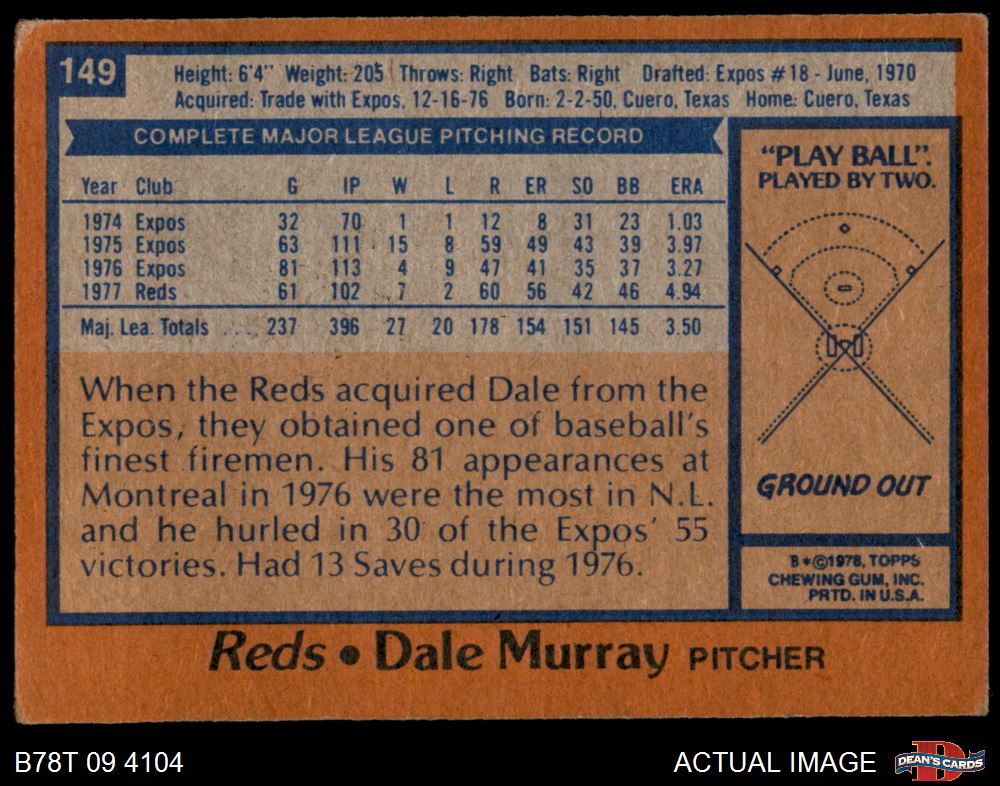 149
Height: 6'4" Weight: 205 Throws: Right Bats: Right Drafted: Expos #18 - June, 1970
Acquired: Trade with Expos, 12-16-76 Born: 2-2-50, Cuero, Texas Home: Cuero, Texas
COMPLETE MAJOR LEAGUE PITCHING RECORD
Year Club G IP W L R ER SO BB ERA
1974 Expos 32 70 1 1 12 8 31 23 1.03
1975 Expos 63 111 15 8 59 49 43 39 3.97
1976 Expos 81 113 4 9 47 41 35 37 3.27
1977 Reds 61 102 7 2 60 56 42 46 4.94
Maj. Lea. Totals .... 237 396 27 20 178 154 151 145 3.50
When the Reds acquired Dale from the
Expos, they obtained one of baseball's
finest firemen. His 81 appearances at
Montreal in 1976 were the most in N.L.
and he hurled in 30 of the Expos' 55
victories. Had 13 Saves during 1976.
"PLAY BALL".
PLAYED BY TWO.
GROUND OUT
B*©1978, TOPPS
CHEWING GUM, INC.
PRTD. IN U.S.A.
Reds • Dale Murray PITCHER
B78T 09 4104
ACTUAL IMAGE
D
DEAN'S CARDS